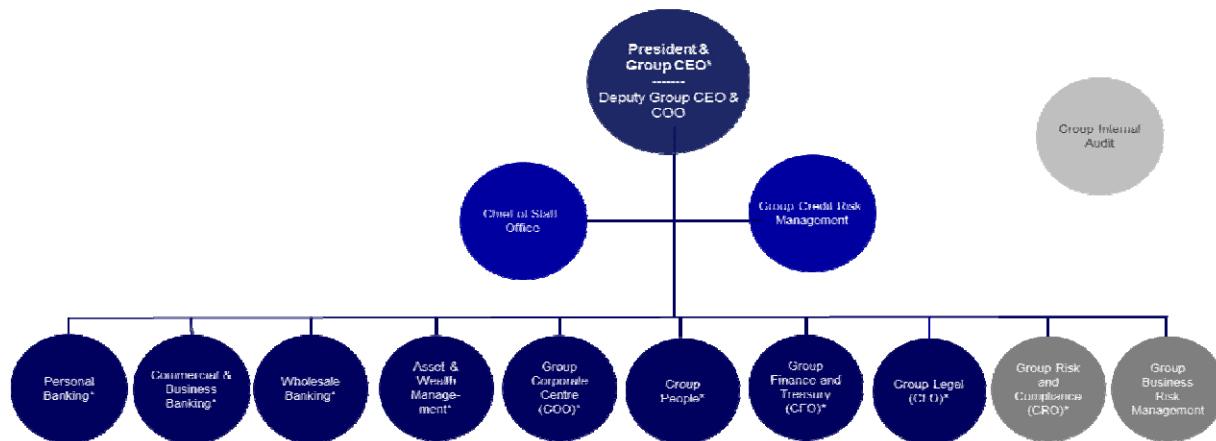 President &
Group CEO*
-------
Deputy Group CEO &
COO
Group Internal
Audit
Chief of Staff
Office
Group Credit Risk
Management
Personal
Banking*
Commercial &
Business
Banking*
Wholesale
Banking*
Asset &
Wealth
Manage-
ment*
Group
Corporate
Centre
(COO)*
Group
People*
Group
Finance and
Treasury
(CFO)*
Group Legal
(CLO)*
Group Risk
and
Compliance
(CRO)*
Group
Business
Risk
Management